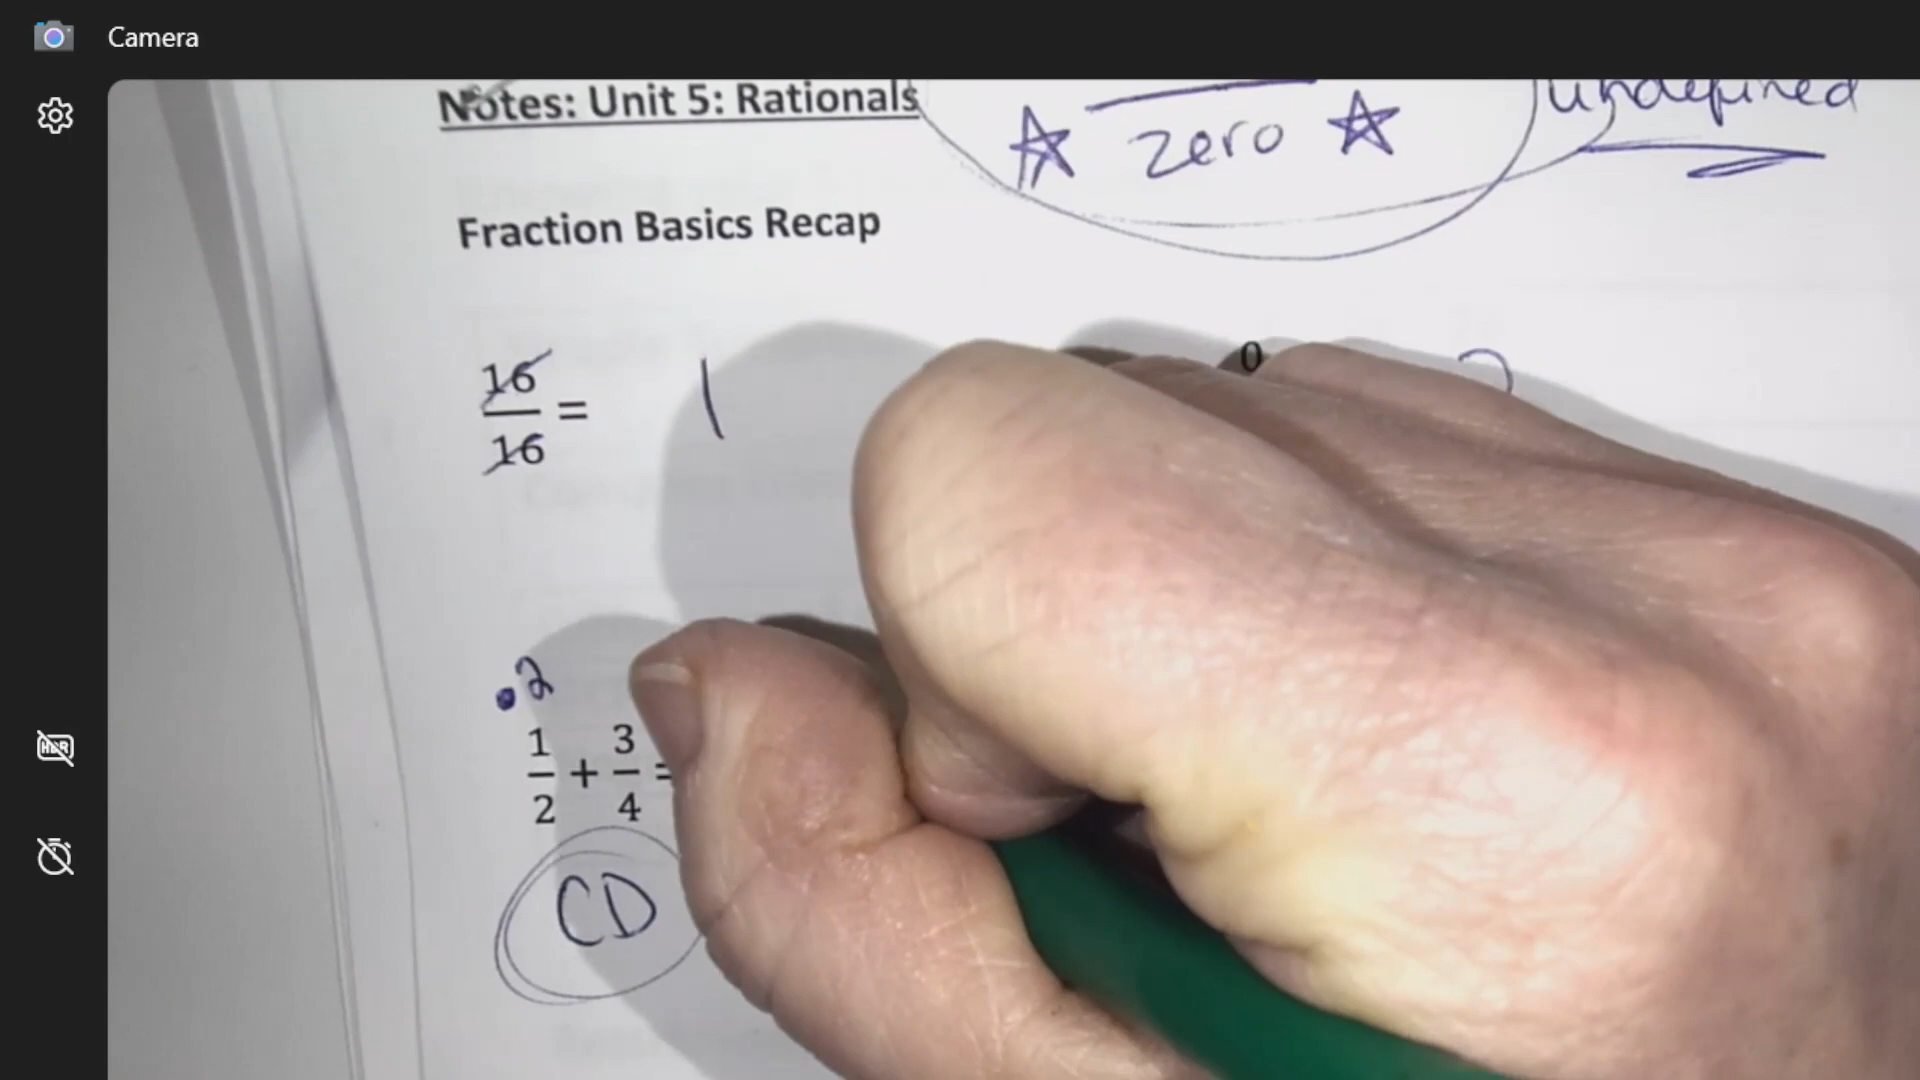 Camera
Notes: Unit 5: Rationals
undefined
☆ zero ☆
Fraction Basics Recap
16/16 = 1
0
.2
1/2 + 3/4 =
CD